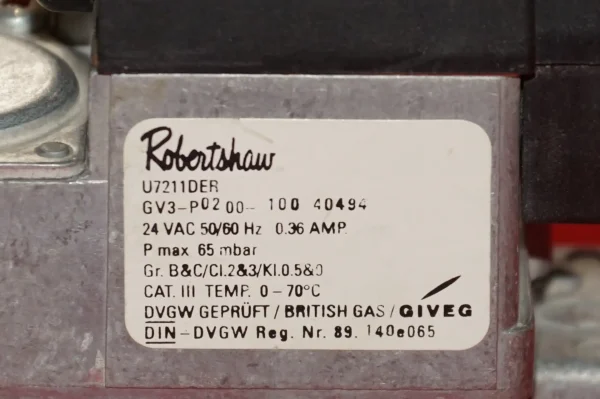 Robertshaw
U7211DER
GV3-P0200- 100 40494
24 VAC 50/60 Hz 0.36 AMP.
P max 65 mbar
Gr. B&C/Cl.2&3/Kl.0.5&0
CAT. III TEMP. 0-70°C
DVGW GEPRÜFT / BRITISH GAS / GIVEG
DIN-DVGW Reg. Nr. 89. 140e065